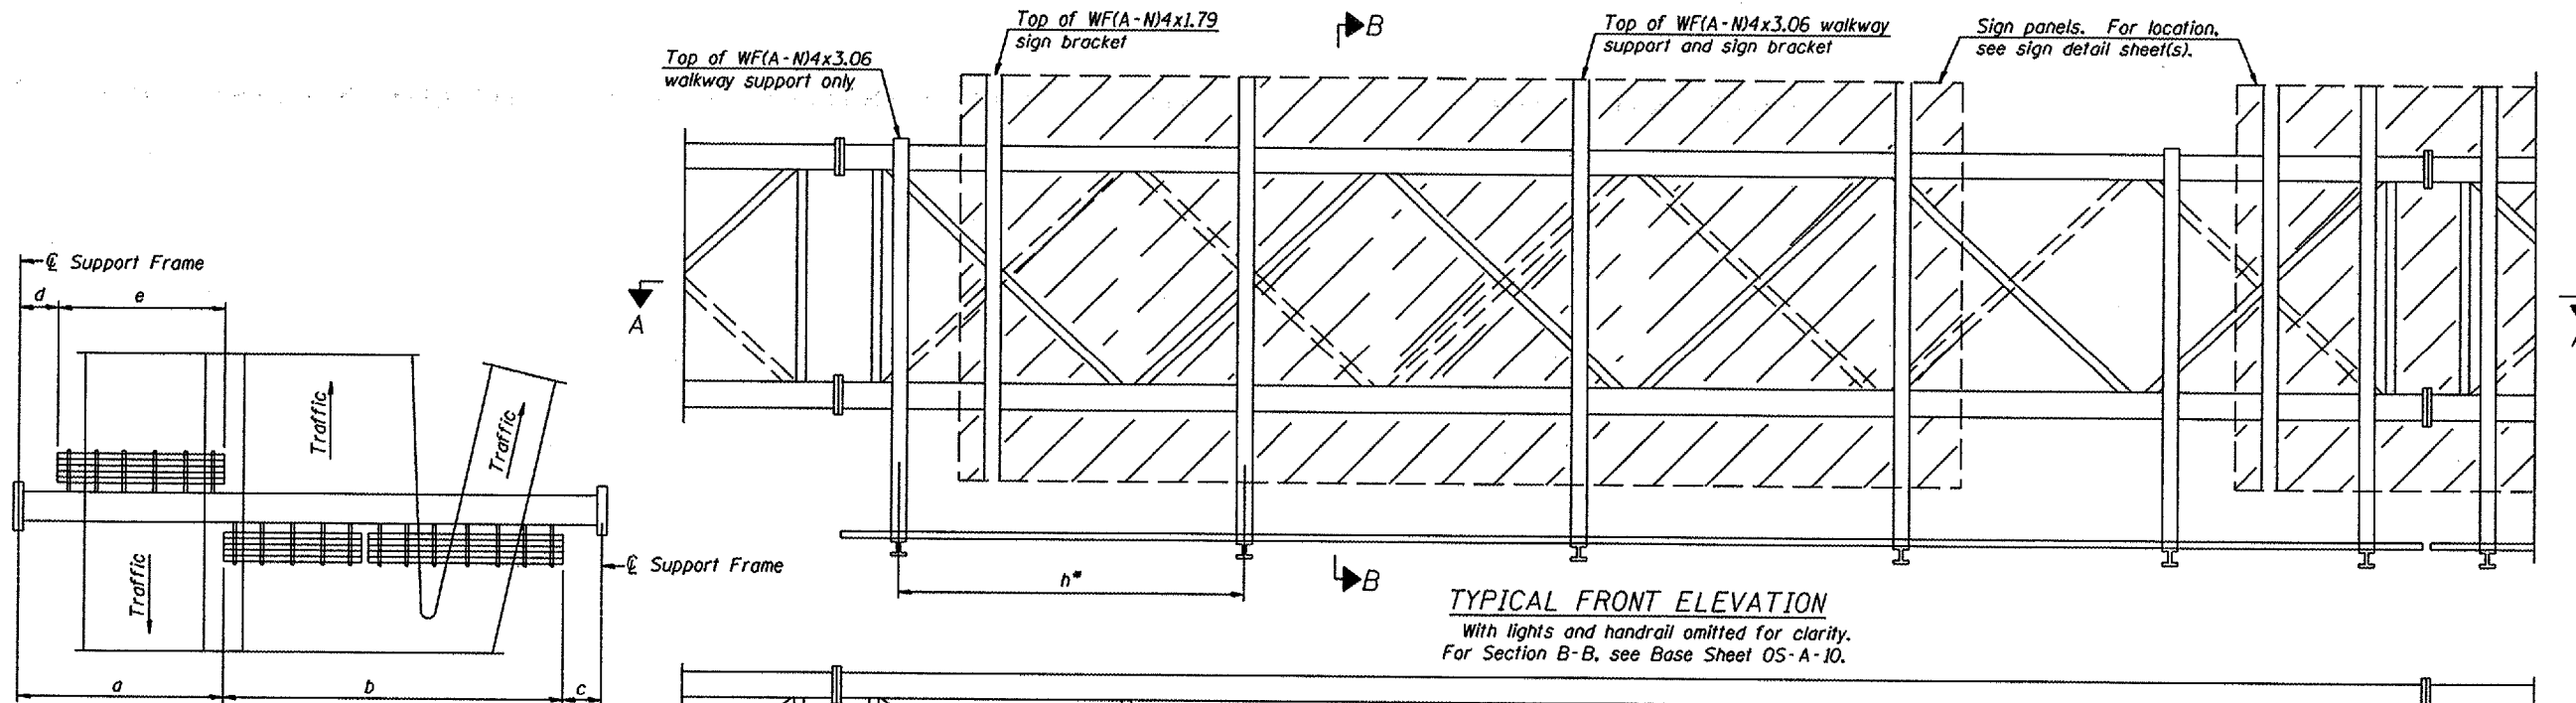 Top of WF(A-N)4x1.79
sign bracket
B
Top of WF(A-N)4x3.06 walkway
support and sign bracket
Sign panels. For location,
see sign detail sheet(s).
Top of WF(A-N)4x3.06
walkway support only.
℄ Support Frame
d
e
A
Traffic
Traffic
Traffic
℄ Support Frame
h*
B
TYPICAL FRONT ELEVATION
With lights and handrail omitted for clarity.
For Section B-B, see Base Sheet OS-A-10.
a
b
c